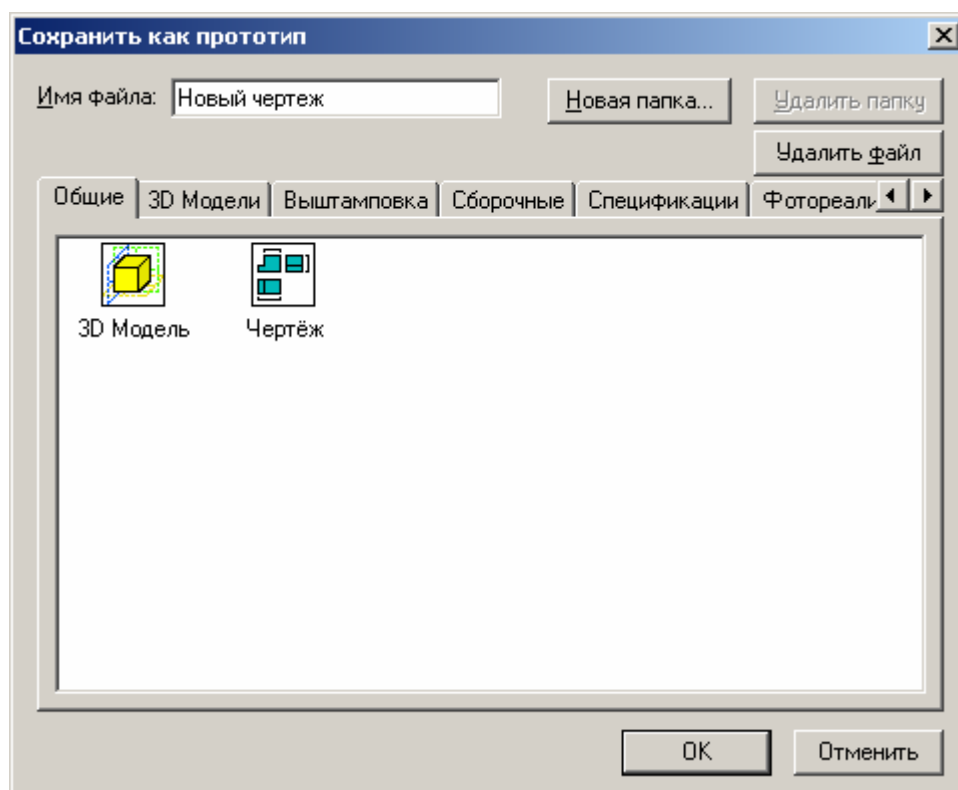 Сохранить как прототип
Имя файла: Новый чертеж Новая папка... Удалить папку
Удалить файл
Общие 3D Модели Выштамповка Сборочные Спецификации Фотореали
3D Модель Чертёж
OK Отменить